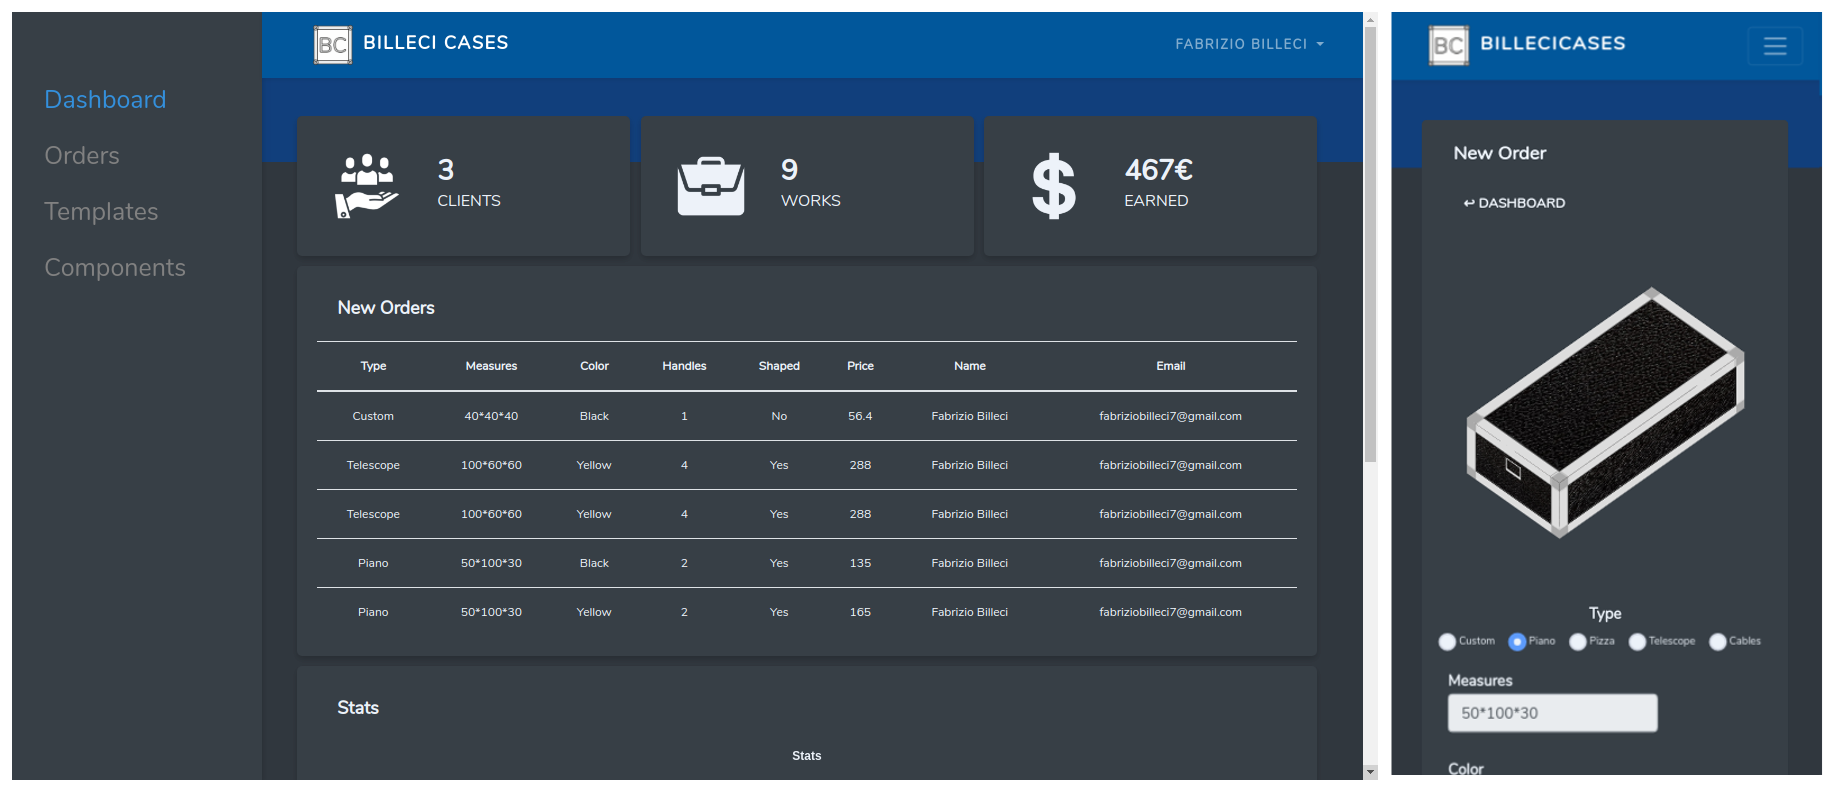 BC BILLECI CASES
FABRIZIO BILLECI
Dashboard
Orders
Templates
Components
3
CLIENTS
9
WORKS
$
467€
EARNED
New Orders
Type Measures Color Handles Shaped Price Name Email
Custom 40*40*40 Black 1 No 56.4 Fabrizio Billeci fabriziobilleci7@gmail.com
Telescope 100*60*60 Yellow 4 Yes 288 Fabrizio Billeci fabriziobilleci7@gmail.com
Telescope 100*60*60 Yellow 4 Yes 288 Fabrizio Billeci fabriziobilleci7@gmail.com
Piano 50*100*30 Black 2 Yes 135 Fabrizio Billeci fabriziobilleci7@gmail.com
Piano 50*100*30 Yellow 2 Yes 165 Fabrizio Billeci fabriziobilleci7@gmail.com
Stats
Stats
BC BILLECICASES
New Order
↩ DASHBOARD
Type
Custom Piano Pizza Telescope Cables
Measures
50*100*30
Color